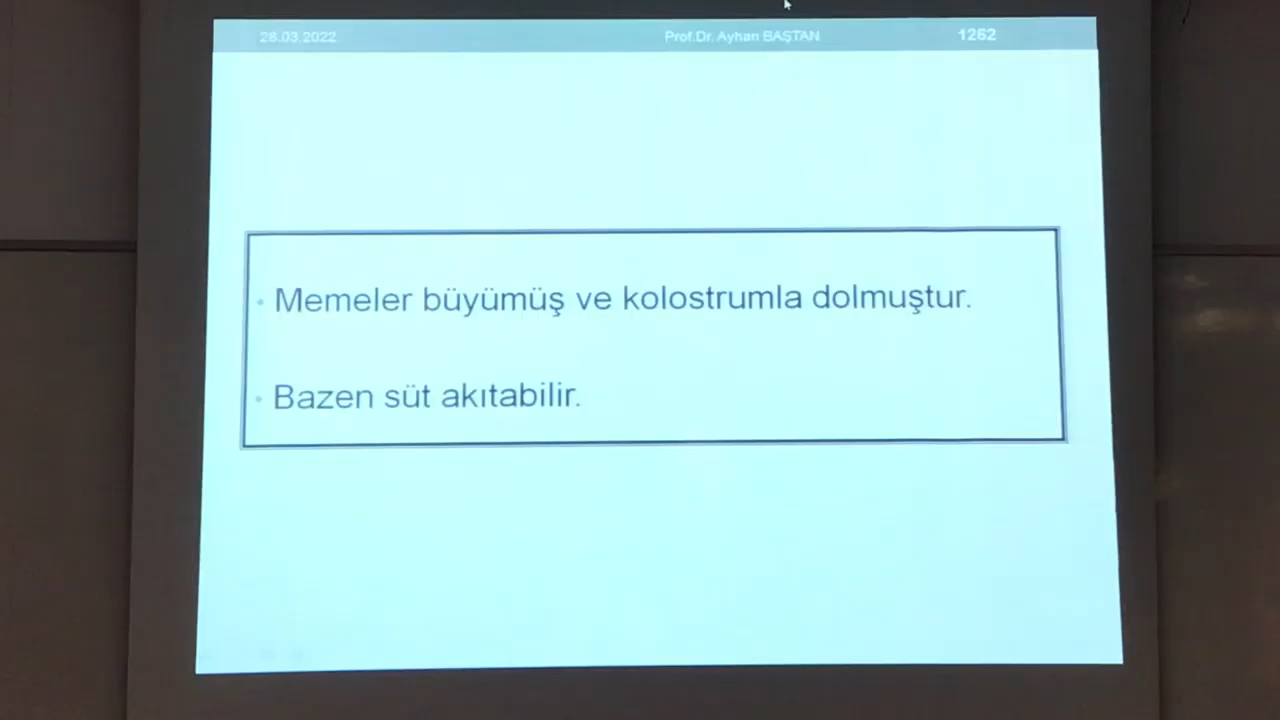 28.03.2022 Prof.Dr. Ayhan BAŞTAN 1262
• Memeler büyümüş ve kolostrumla dolmuştur.
• Bazen süt akıtabilir.